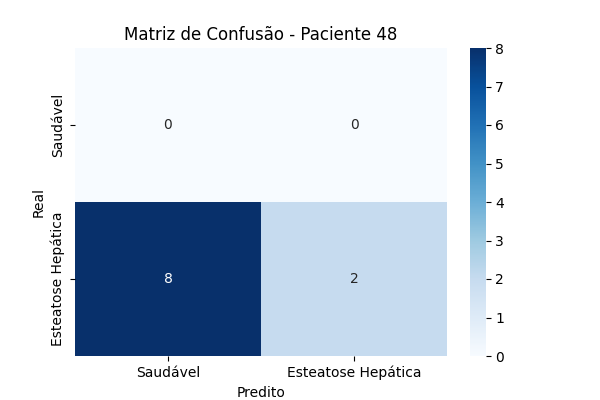 Matriz de Confusão - Paciente 48
Real
Saudável
Esteatose Hepática
0 0
8 2
Saudável Esteatose Hepática
Predito
8
7
6
5
4
3
2
1
0